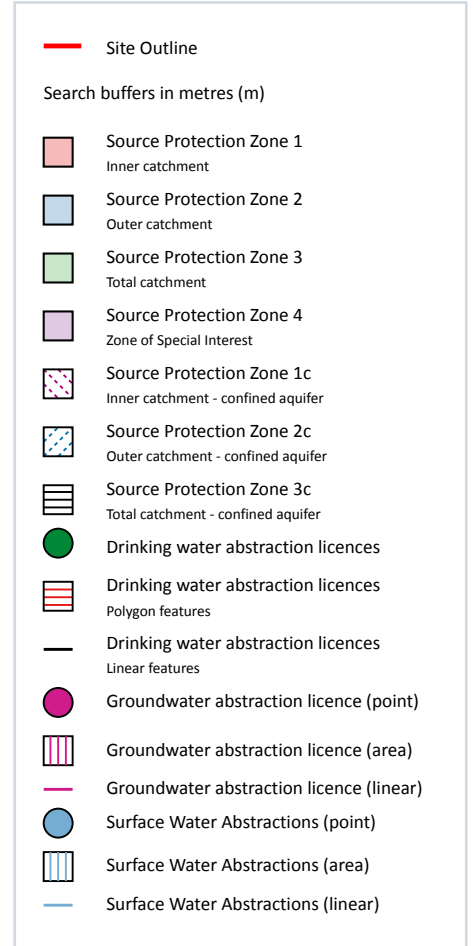 Site Outline
Search buffers in metres (m)
Source Protection Zone 1
Inner catchment
Source Protection Zone 2
Outer catchment
Source Protection Zone 3
Total catchment
Source Protection Zone 4
Zone of Special Interest
Source Protection Zone 1c
Inner catchment - confined aquifer
Source Protection Zone 2c
Outer catchment - confined aquifer
Source Protection Zone 3c
Total catchment - confined aquifer
Drinking water abstraction licences
Drinking water abstraction licences
Polygon features
Drinking water abstraction licences
Linear features
Groundwater abstraction licence (point)
Groundwater abstraction licence (area)
Groundwater abstraction licence (linear)
Surface Water Abstractions (point)
Surface Water Abstractions (area)
Surface Water Abstractions (linear)